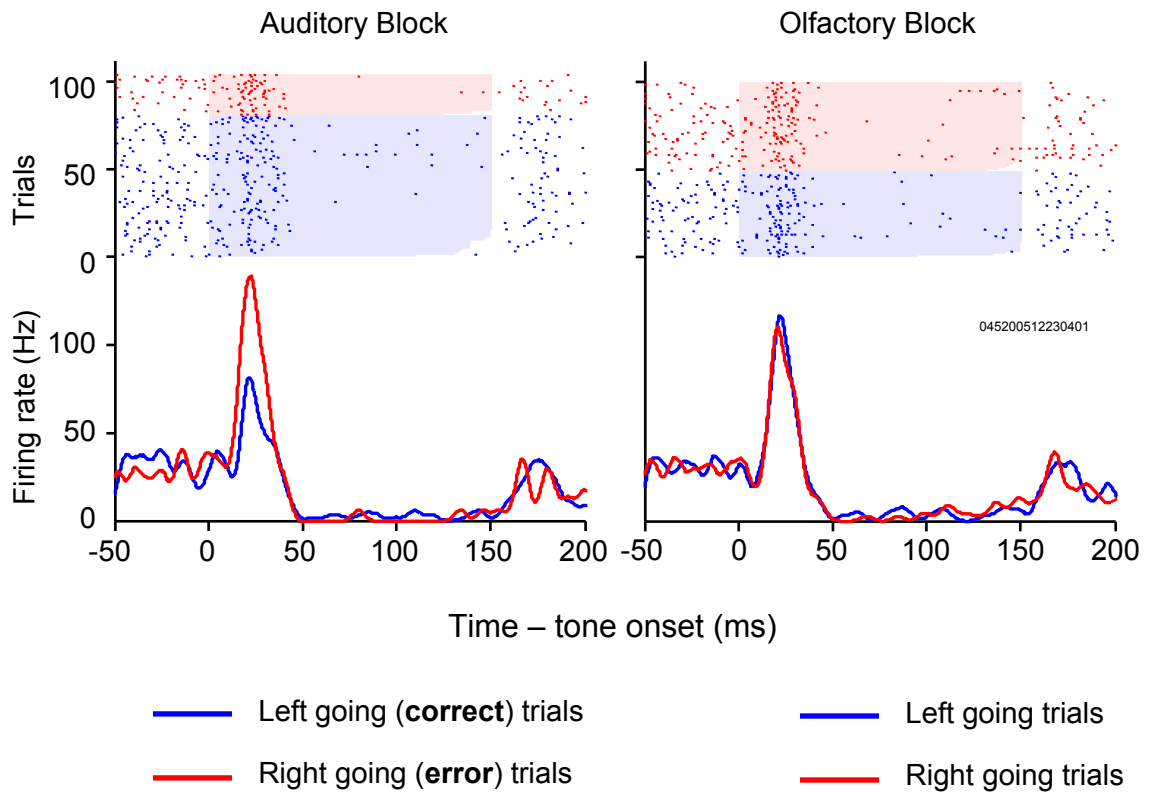 Auditory Block
Olfactory Block
Trials
100
50
0
Firing rate (Hz)
100
50
0
-50 0 50 100 150 200
045200512230401
-50 0 50 100 150 200
Time – tone onset (ms)
Left going (correct) trials
Right going (error) trials
Left going trials
Right going trials